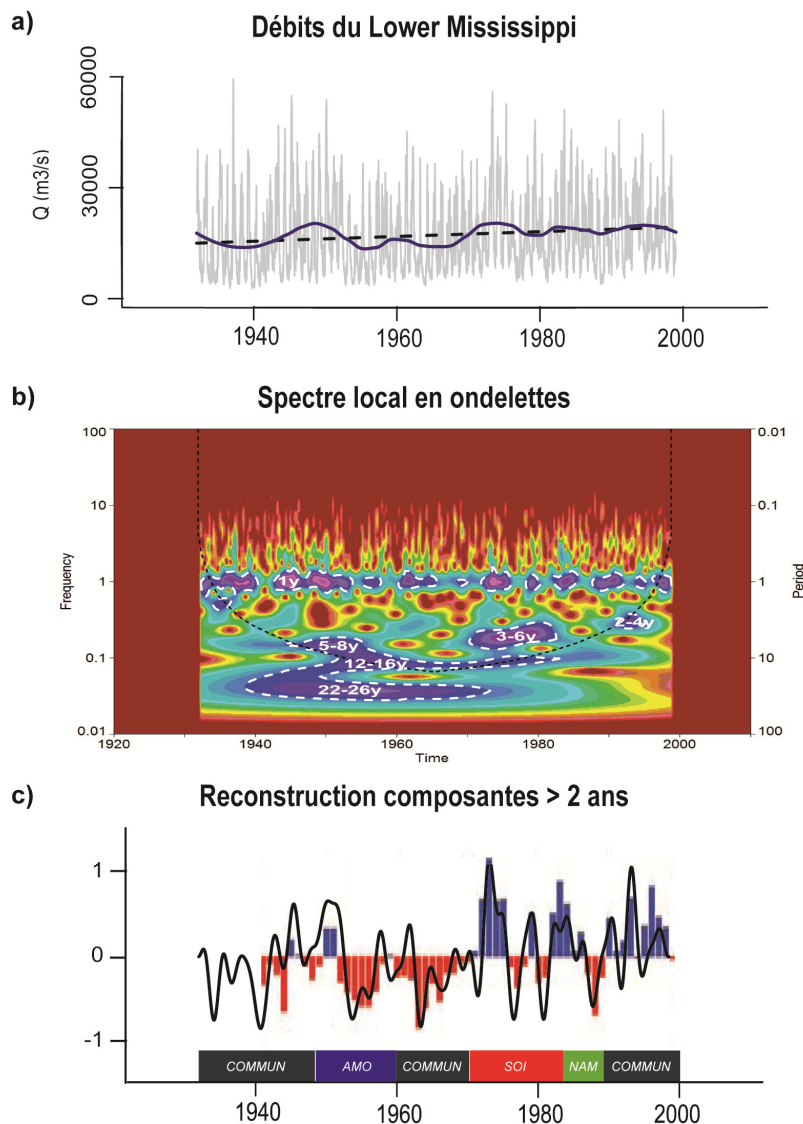 a)
Débits du Lower Mississippi
Q (m3/s)
60000
30000
0
1940
1960
1980
2000
b)
Spectre local en ondelettes
Frequency
Period
100
10
1
0.1
0.01
0.01
0.1
1
10
100
1y
5-8y
3-6y
2-4y
12-16y
22-26y
1920
1940
1960
1980
2000
Time
c)
Reconstruction composantes > 2 ans
1
0
-1
COMMUN
AMO
COMMUN
SOI
NAM
COMMUN
1940
1960
1980
2000